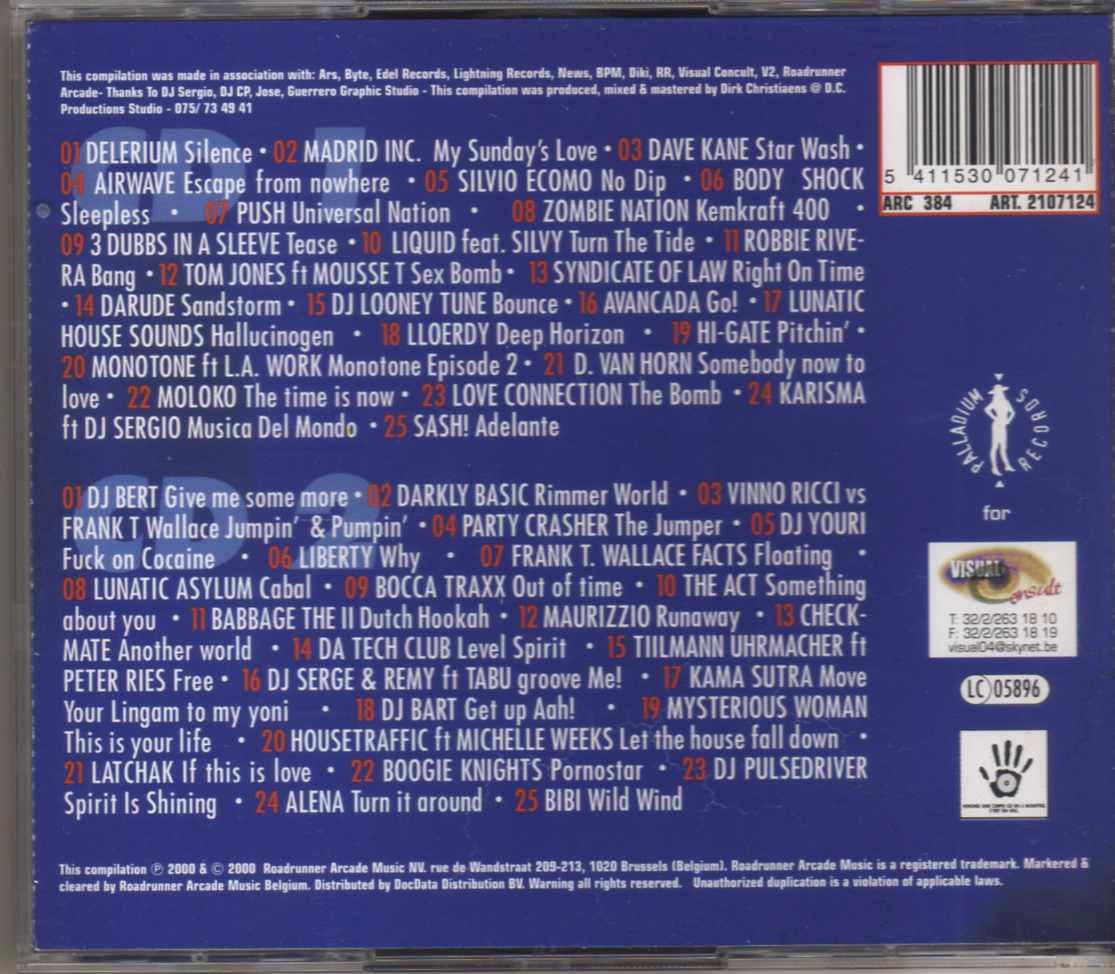 This compilation was made in association with: Ars, Byte, Edel Records, Lightning Records, News, BPM, Diki, RR, Visual Concult, V2, Roadrunner
Arcade- Thanks To DJ Sergio, DJ CP, Jose, Guerrero Graphic Studio - This compilation was produced, mixed & mastered by Dirk Christiaens @ D.C.
Productions Studio - 075/ 73 49 41
CD 1
01 DELERIUM Silence • 02 MADRID INC. My Sunday's Love • 03 DAVE KANE Star Wash •
04 AIRWAVE Escape from nowhere • 05 SILVIO ECOMO No Dip • 06 BODY SHOCK
Sleepless • 07 PUSH Universal Nation • 08 ZOMBIE NATION Kemkraft 400 •
09 3 DUBBS IN A SLEEVE Tease • 10 LIQUID feat. SILVY Turn The Tide • 11 ROBBIE RIVE-
RA Bang • 12 TOM JONES ft MOUSSE T Sex Bomb • 13 SYNDICATE OF LAW Right On Time
• 14 DARUDE Sandstorm • 15 DJ LOONEY TUNE Bounce • 16 AVANCADA Go! • 17 LUNATIC
HOUSE SOUNDS Hallucinogen • 18 LLOERDY Deep Horizon • 19 HI-GATE Pitchin' •
20 MONOTONE ft L.A. WORK Monotone Episode 2 • 21 D. VAN HORN Somebody now to
love • 22 MOLOKO The time is now • 23 LOVE CONNECTION The Bomb • 24 KARISMA
ft DJ SERGIO Musica Del Mondo • 25 SASH! Adelante
CD 2
01 DJ BERT Give me some more • 02 DARKLY BASIC Rimmer World • 03 VINNO RICCI vs
FRANK T Wallace Jumpin' & Pumpin' • 04 PARTY CRASHER The Jumper • 05 DJ YOURI
Fuck on Cocaine • 06 LIBERTY Why • 07 FRANK T. WALLACE FACTS Floating •
08 LUNATIC ASYLUM Cabal • 09 BOCCA TRAXX Out of time • 10 THE ACT Something
about you • 11 BABBAGE THE II Dutch Hookah • 12 MAURIZZIO Runaway • 13 CHECK-
MATE Another world • 14 DA TECH CLUB Level Spirit • 15 TIILMANN UHRMACHER ft
PETER RIES Free • 16 DJ SERGE & REMY ft TABU groove Me! • 17 KAMA SUTRA Move
Your Lingam to my yoni • 18 DJ BART Get up Aah! • 19 MYSTERIOUS WOMAN
This is your life • 20 HOUSETRAFFIC ft MICHELLE WEEKS Let the house fall down •
21 LATCHAK If this is love • 22 BOOGIE KNIGHTS Pornostar • 23 DJ PULSEDRIVER
Spirit Is Shining • 24 ALENA Turn it around • 25 BIBI Wild Wind
5 411530 071241
ARC 384 ART. 2107124
PALLADIUM RECORDS
for
VISUAL
onsult
T: 32/2/263 18 10
F: 32/2/263 18 19
visual04@skynet.be
LC 05896
This compilation ℗ 2000 & © 2000 Roadrunner Arcade Music NV. rue de Wandstraat 209-213, 1020 Brussels (Belgium). Roadrunner Arcade Music is a registered trademark. Markered &
cleared by Roadrunner Arcade Music Belgium. Distributed by DocData Distribution BV. Warning all rights reserved. Unauthorized duplication is a violation of applicable laws.